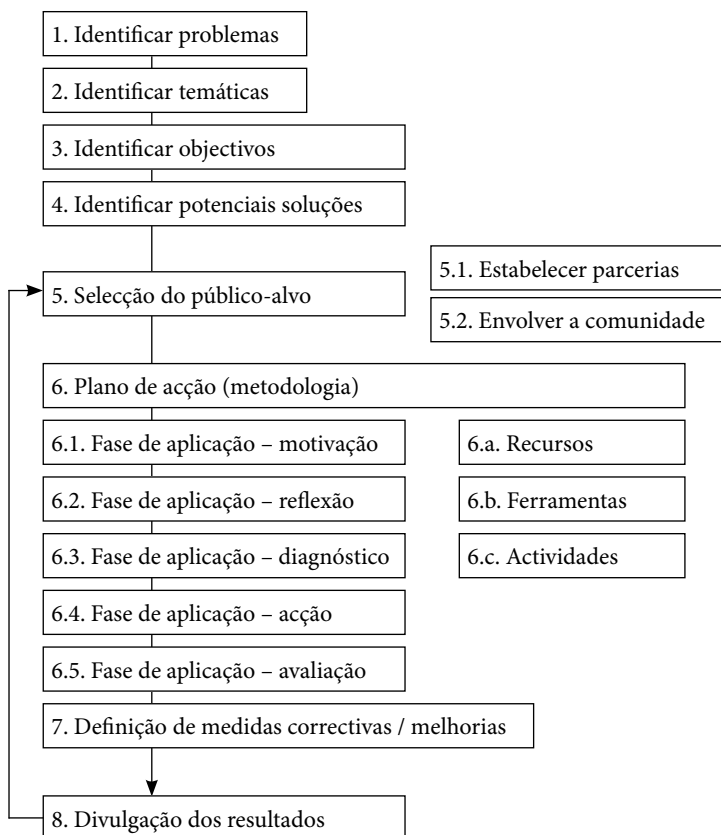 1. Identificar problemas
2. Identificar temáticas
3. Identificar objectivos
4. Identificar potenciais soluções
5. Selecção do público-alvo
5.1. Estabelecer parcerias
5.2. Envolver a comunidade
6. Plano de acção (metodologia)
6.1. Fase de aplicação – motivação
6.2. Fase de aplicação – reflexão
6.3. Fase de aplicação – diagnóstico
6.4. Fase de aplicação – acção
6.5. Fase de aplicação – avaliação
6.a. Recursos
6.b. Ferramentas
6.c. Actividades
7. Definição de medidas correctivas / melhorias
8. Divulgação dos resultados